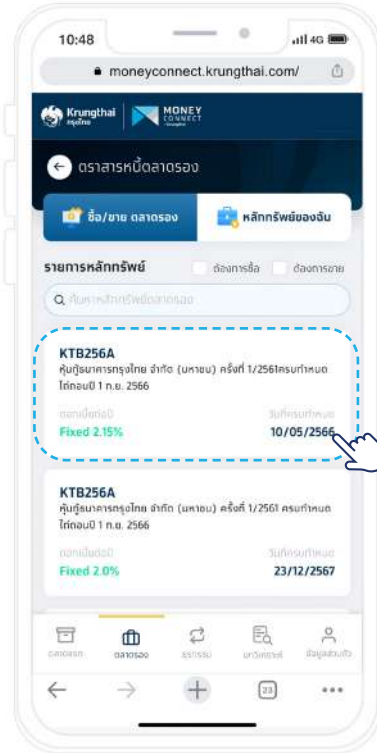 10:48
4G
moneyconnect.krungthai.com/
Krungthai
กรุงไทย
MONEY
CONNECT
ตราสารหนี้ตลาดรอง
ซื้อ/ขาย ตลาดรอง
หลักทรัพย์ของฉัน
รายการหลักทรัพย์
ต้องการซื้อ
ต้องการขาย
ค้นหาหลักทรัพย์ตลาดรอง
KTB256A
หุ้นกู้ธนาคารกรุงไทย จำกัด (มหาชน) ครั้งที่ 1/2561ครบกำหนด
ไถ่ถอนปี 1 ก.ย. 2566
ดอกเบี้ยต่อปี
วันที่ครบกำหนด
Fixed 2.15%
10/05/2566
KTB256A
หุ้นกู้ธนาคารกรุงไทย จำกัด (มหาชน) ครั้งที่ 1/2561 ครบกำหนด
ไถ่ถอนปี 1 ก.ย. 2566
ดอกเบี้ยต่อปี
วันที่ครบกำหนด
Fixed 2.0%
23/12/2567
ตลาดแรก
ตลาดรอง
ธุรกรรม
บทวิเคราะห์
ข้อมูลส่วนตัว
23